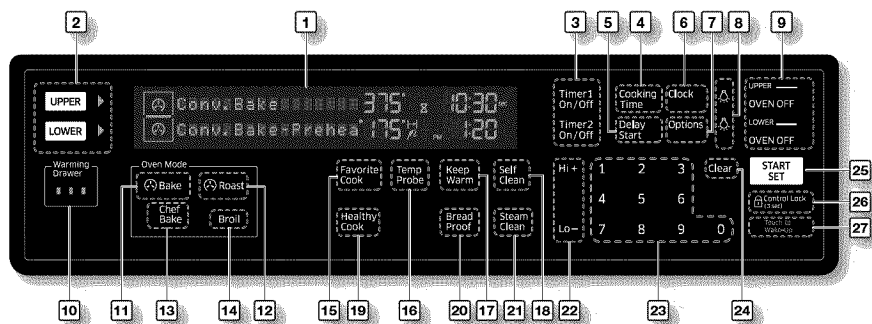 2 1 3 5 4 6 7 8 9
UPPER
LOWER
Conv. Bake 375° 10:30
Conv. Bake-Prehea 175° PM 1:20
Timer1 On/Off
Timer2 On/Off
Cooking Time
Delay Start
Clock
Options
UPPER
OVEN OFF
LOWER
OVEN OFF
Warming Drawer
Oven Mode
Bake
Roast
Chef Bake
Broil
Favorite Cook
Temp Probe
Keep Warm
Self Clean
Healthy Cook
Bread Proof
Steam Clean
Hi +
Lo −
1 2 3
4 5 6
7 8 9 0
Clear
START SET
Control Lock
(3 sec)
Touch to Wake-Up
25
26
27
10 11 13 14 12 15 19 16 20 17 21 18 22 23 24